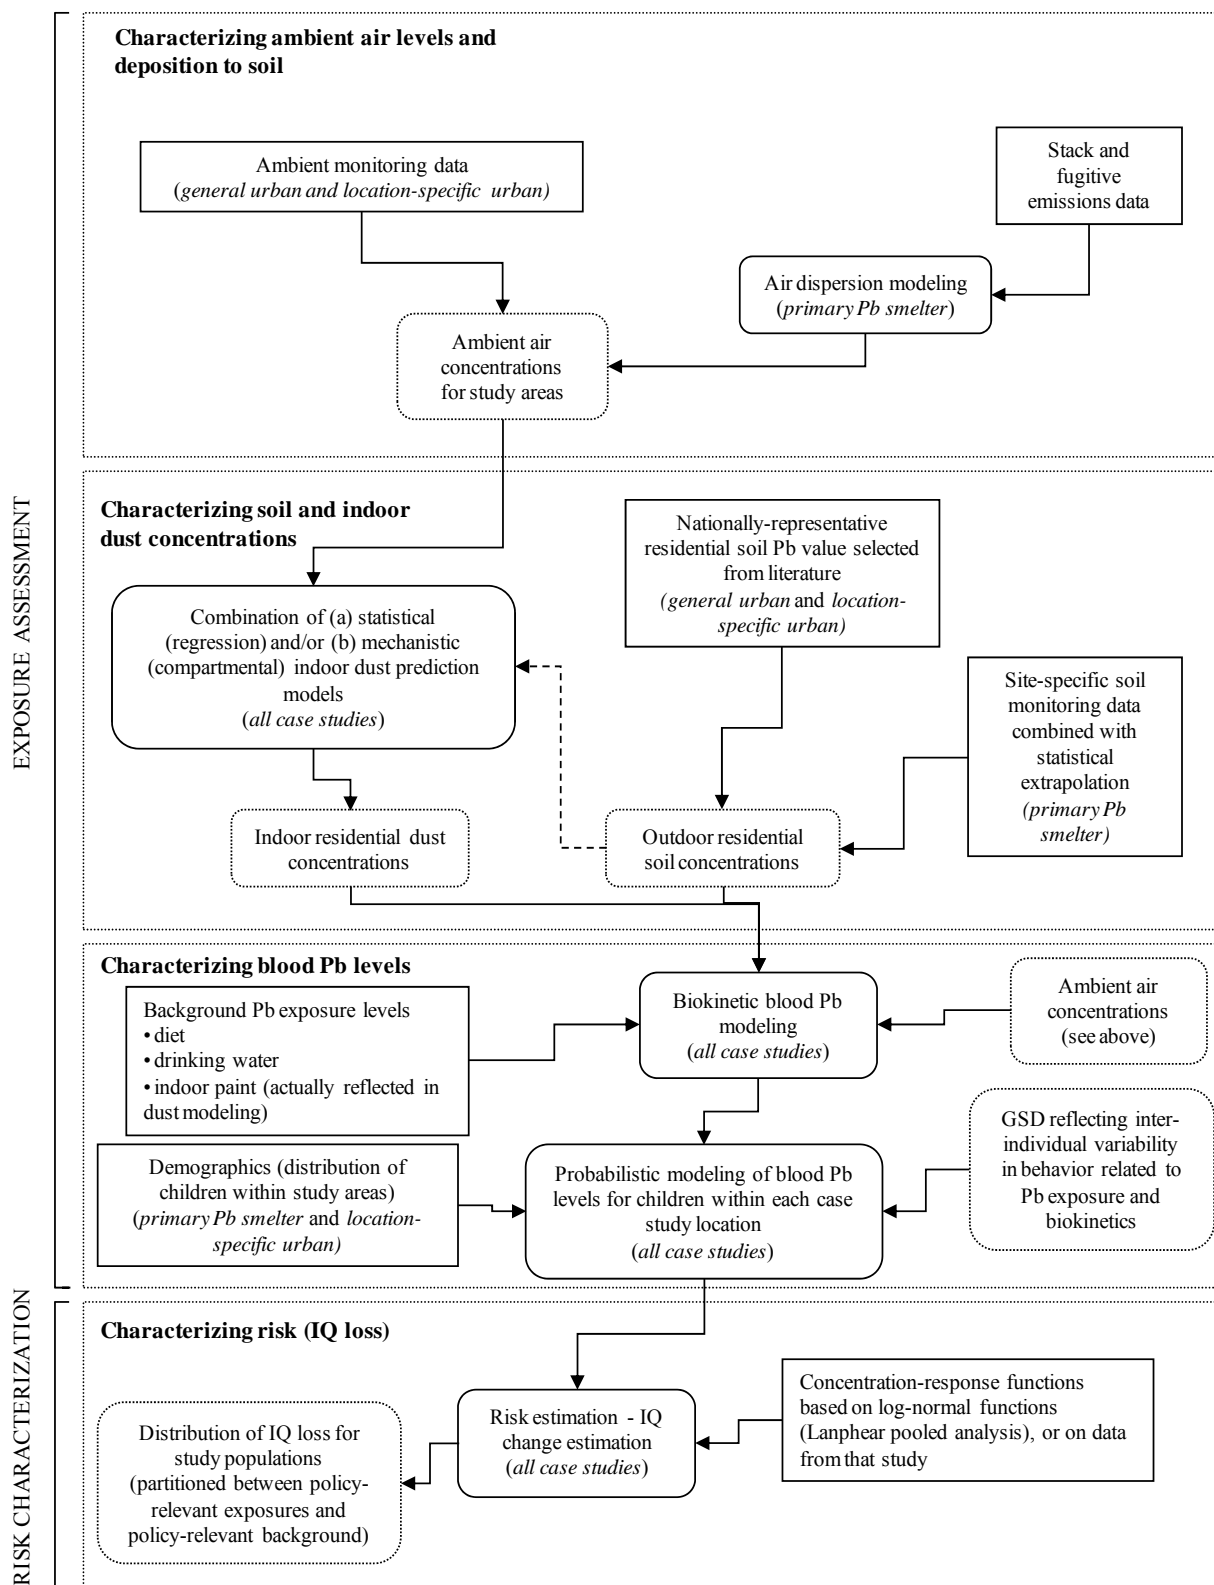 Characterizing ambient air levels and
deposition to soil
Ambient monitoring data
(general urban and location-specific urban)
Stack and
fugitive
emissions data
Air dispersion modeling
(primary Pb smelter)
Ambient air
concentrations
for study areas
EXPOSURE ASSESSMENT
Characterizing soil and indoor
dust concentrations
Nationally-representative
residential soil Pb value selected
from literature
(general urban and location-
specific urban)
Combination of (a) statistical
(regression) and/or (b) mechanistic
(compartmental) indoor dust prediction
models
(all case studies)
Site-specific soil
monitoring data
combined with
statistical
extrapolation
(primary Pb
smelter)
Indoor residential dust
concentrations
Outdoor residential
soil concentrations
Characterizing blood Pb levels
Background Pb exposure levels
• diet
• drinking water
• indoor paint (actually reflected in
dust modeling)
Biokinetic blood Pb
modeling
(all case studies)
Ambient air
concentrations
(see above)
Demographics (distribution of
children within study areas)
(primary Pb smelter and location-
specific urban)
Probabilistic modeling of blood Pb
levels for children within each case
study location
(all case studies)
GSD reflecting inter-
individual variability
in behavior related to
Pb exposure and
biokinetics
RISK CHARACTERIZATION
Characterizing risk (IQ loss)
Distribution of IQ loss for
study populations
(partitioned between policy-
relevant exposures and
policy-relevant background)
Risk estimation - IQ
change estimation
(all case studies)
Concentration-response functions
based on log-normal functions
(Lanphear pooled analysis), or on data
from that study